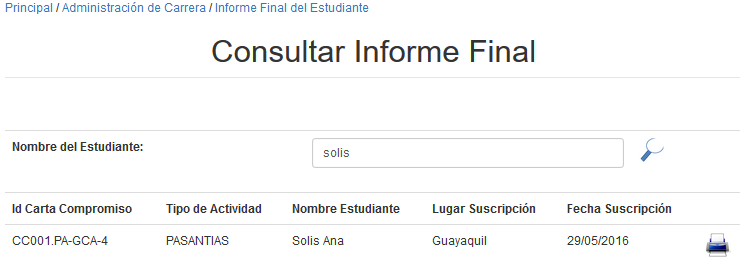 Principal / Administración de Carrera / Informe Final del Estudiante
Consultar Informe Final
Nombre del Estudiante: solis
Id Carta Compromiso Tipo de Actividad Nombre Estudiante Lugar Suscripción Fecha Suscripción
CC001.PA-GCA-4 PASANTIAS Solis Ana Guayaquil 29/05/2016